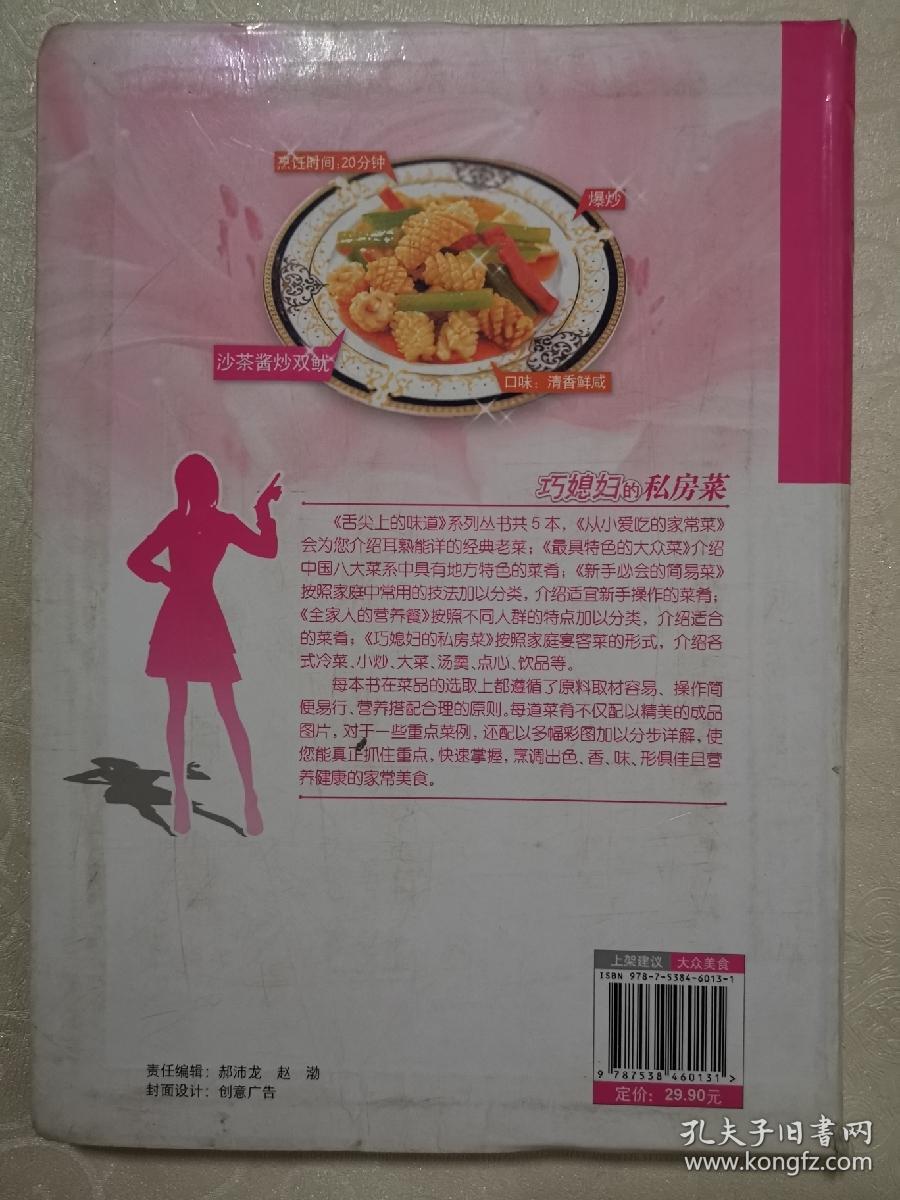 烹饪时间:20分钟
爆炒
沙茶酱炒双鱿
口味：清香鲜咸
巧媳妇的私房菜
《舌尖上的味道》系列丛书共5本，《从小爱吃的家常菜》
会为您介绍耳熟能详的经典老菜；《最具特色的大众菜》介绍
中国八大菜系中具有地方特色的菜肴；《新手必会的简易菜》
按照家庭中常用的技法加以分类，介绍适宜新手操作的菜肴；
《全家人的营养餐》按照不同人群的特点加以分类，介绍适合
的菜肴；《巧媳妇的私房菜》按照家庭宴客菜的形式，介绍各
式冷菜、小炒、大菜、汤羹、点心、饮品等。
每本书在菜品的选取上都遵循了原料取材容易、操作简
便易行、营养搭配合理的原则。每道菜肴不仅配以精美的成品
图片，对于一些重点菜例，还配以多幅彩图加以分步详解，使
您能真正抓住重点，快速掌握，烹调出色、香、味、形俱佳且营
养健康的家常美食。
上架建议 大众美食
ISBN 978-7-5384-6013-1
9 787538 460131 >
定价：29.90元
责任编辑：郝沛龙 赵 渤
封面设计：创意广告
孔夫子旧书网
www.kongfz.com